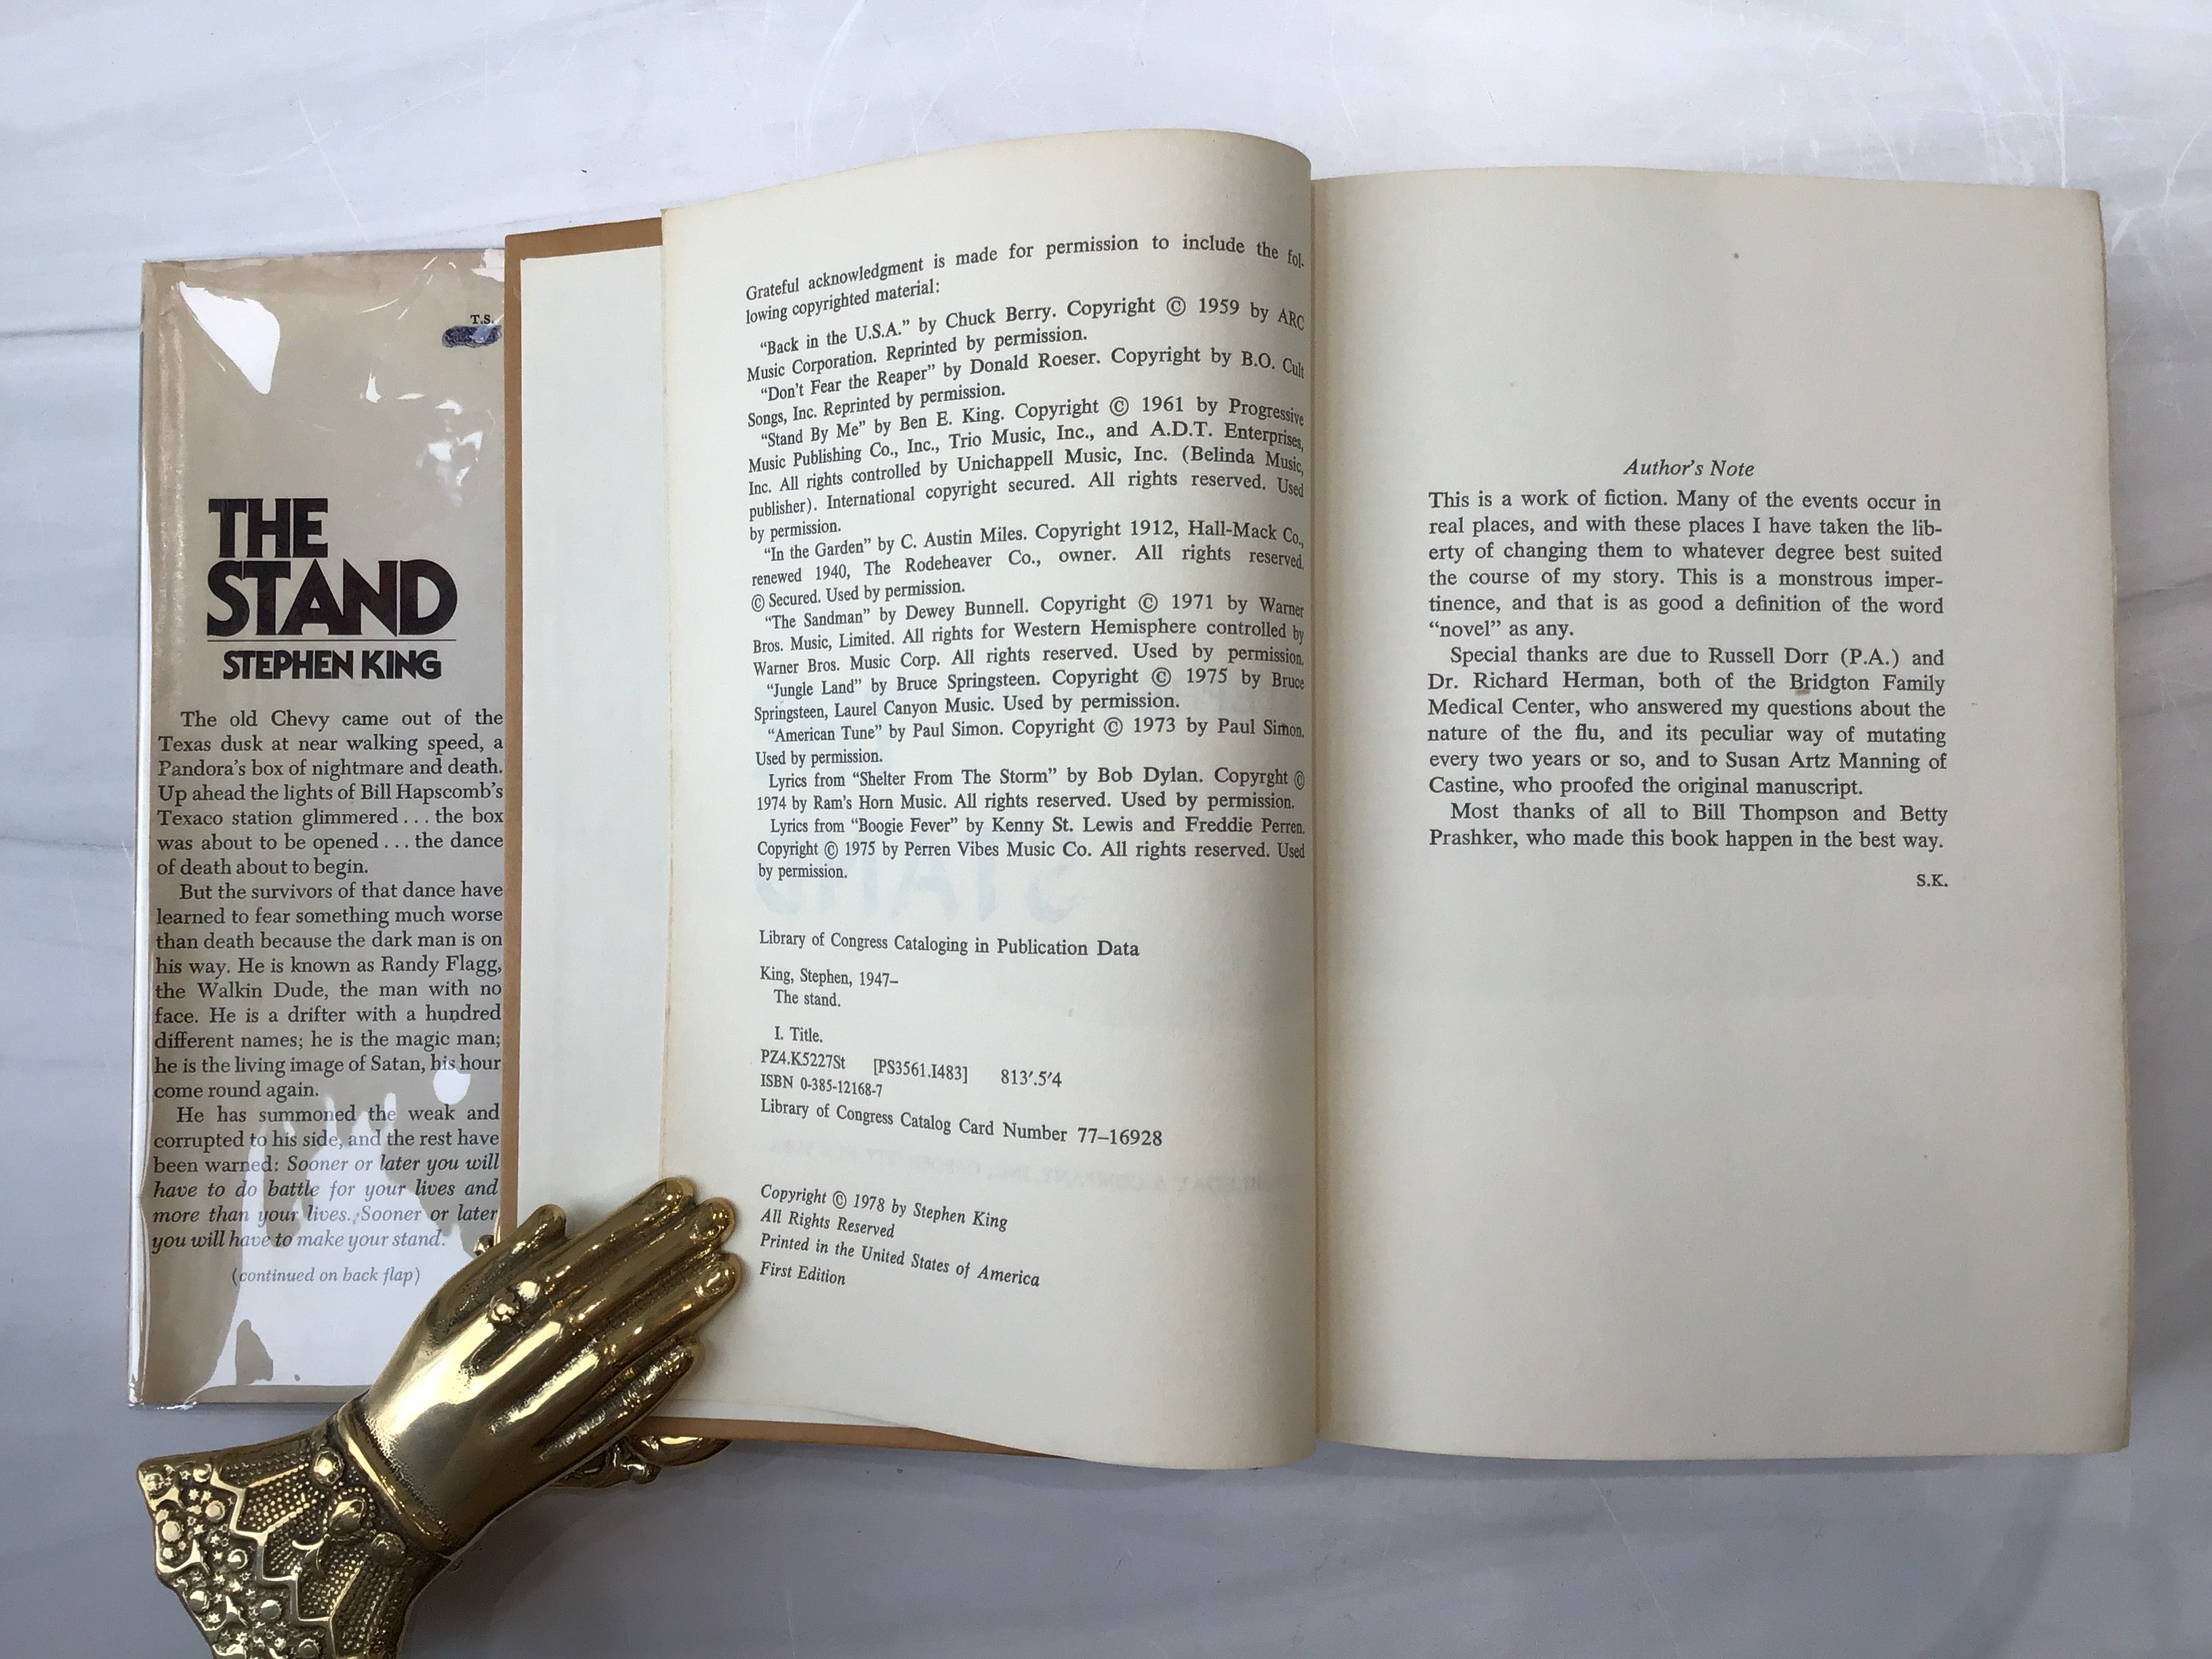 T.S.
THE
STAND
STEPHEN KING
The old Chevy came out of the
Texas dusk at near walking speed, a
Pandora's box of nightmare and death.
Up ahead the lights of Bill Hapscomb's
Texaco station glimmered . . . the box
was about to be opened . . . the dance
of death about to begin.
But the survivors of that dance have
learned to fear something much worse
than death because the dark man is on
his way. He is known as Randy Flagg,
the Walkin Dude, the man with no
face. He is a drifter with a hundred
different names; he is the magic man;
he is the living image of Satan, his hour
come round again.
He has summoned the weak and
corrupted to his side, and the rest have
been warned: Sooner or later you will
have to do battle for your lives and
more than your lives. Sooner or later
you will have to make your stand.
(continued on back flap)
Grateful acknowledgment is made for permission to include the fol-
lowing copyrighted material:
“Back in the U.S.A.” by Chuck Berry. Copyright © 1959 by ARC
Music Corporation. Reprinted by permission.
“Don't Fear the Reaper” by Donald Roeser. Copyright by B.O. Cult
Songs, Inc. Reprinted by permission.
“Stand By Me” by Ben E. King. Copyright © 1961 by Progressive
Music Publishing Co., Inc., Trio Music, Inc., and A.D.T. Enterprises,
Inc. All rights controlled by Unichappell Music, Inc. (Belinda Music,
publisher). International copyright secured. All rights reserved. Used
by permission.
“In the Garden” by C. Austin Miles. Copyright 1912, Hall-Mack Co.,
renewed 1940, The Rodeheaver Co., owner. All rights reserved.
© Secured. Used by permission.
“The Sandman” by Dewey Bunnell. Copyright © 1971 by Warner
Bros. Music, Limited. All rights for Western Hemisphere controlled by
Warner Bros. Music Corp. All rights reserved. Used by permission.
“Jungle Land” by Bruce Springsteen. Copyright © 1975 by Bruce
Springsteen, Laurel Canyon Music. Used by permission.
“American Tune” by Paul Simon. Copyright © 1973 by Paul Simon.
Used by permission.
Lyrics from “Shelter From The Storm” by Bob Dylan. Copyrght ©
1974 by Ram's Horn Music. All rights reserved. Used by permission.
Lyrics from “Boogie Fever” by Kenny St. Lewis and Freddie Perren.
Copyright © 1975 by Perren Vibes Music Co. All rights reserved. Used
by permission.
Library of Congress Cataloging in Publication Data
King, Stephen, 1947–
The stand.
I. Title.
PZ4.K5227St [PS3561.I483] 813'.5'4
ISBN 0-385-12168-7
Library of Congress Catalog Card Number 77–16928
Copyright © 1978 by Stephen King
All Rights Reserved
Printed in the United States of America
First Edition
Author's Note
This is a work of fiction. Many of the events occur in
real places, and with these places I have taken the lib-
erty of changing them to whatever degree best suited
the course of my story. This is a monstrous imper-
tinence, and that is as good a definition of the word
“novel” as any.
Special thanks are due to Russell Dorr (P.A.) and
Dr. Richard Herman, both of the Bridgton Family
Medical Center, who answered my questions about the
nature of the flu, and its peculiar way of mutating
every two years or so, and to Susan Artz Manning of
Castine, who proofed the original manuscript.
Most thanks of all to Bill Thompson and Betty
Prashker, who made this book happen in the best way.
S.K.